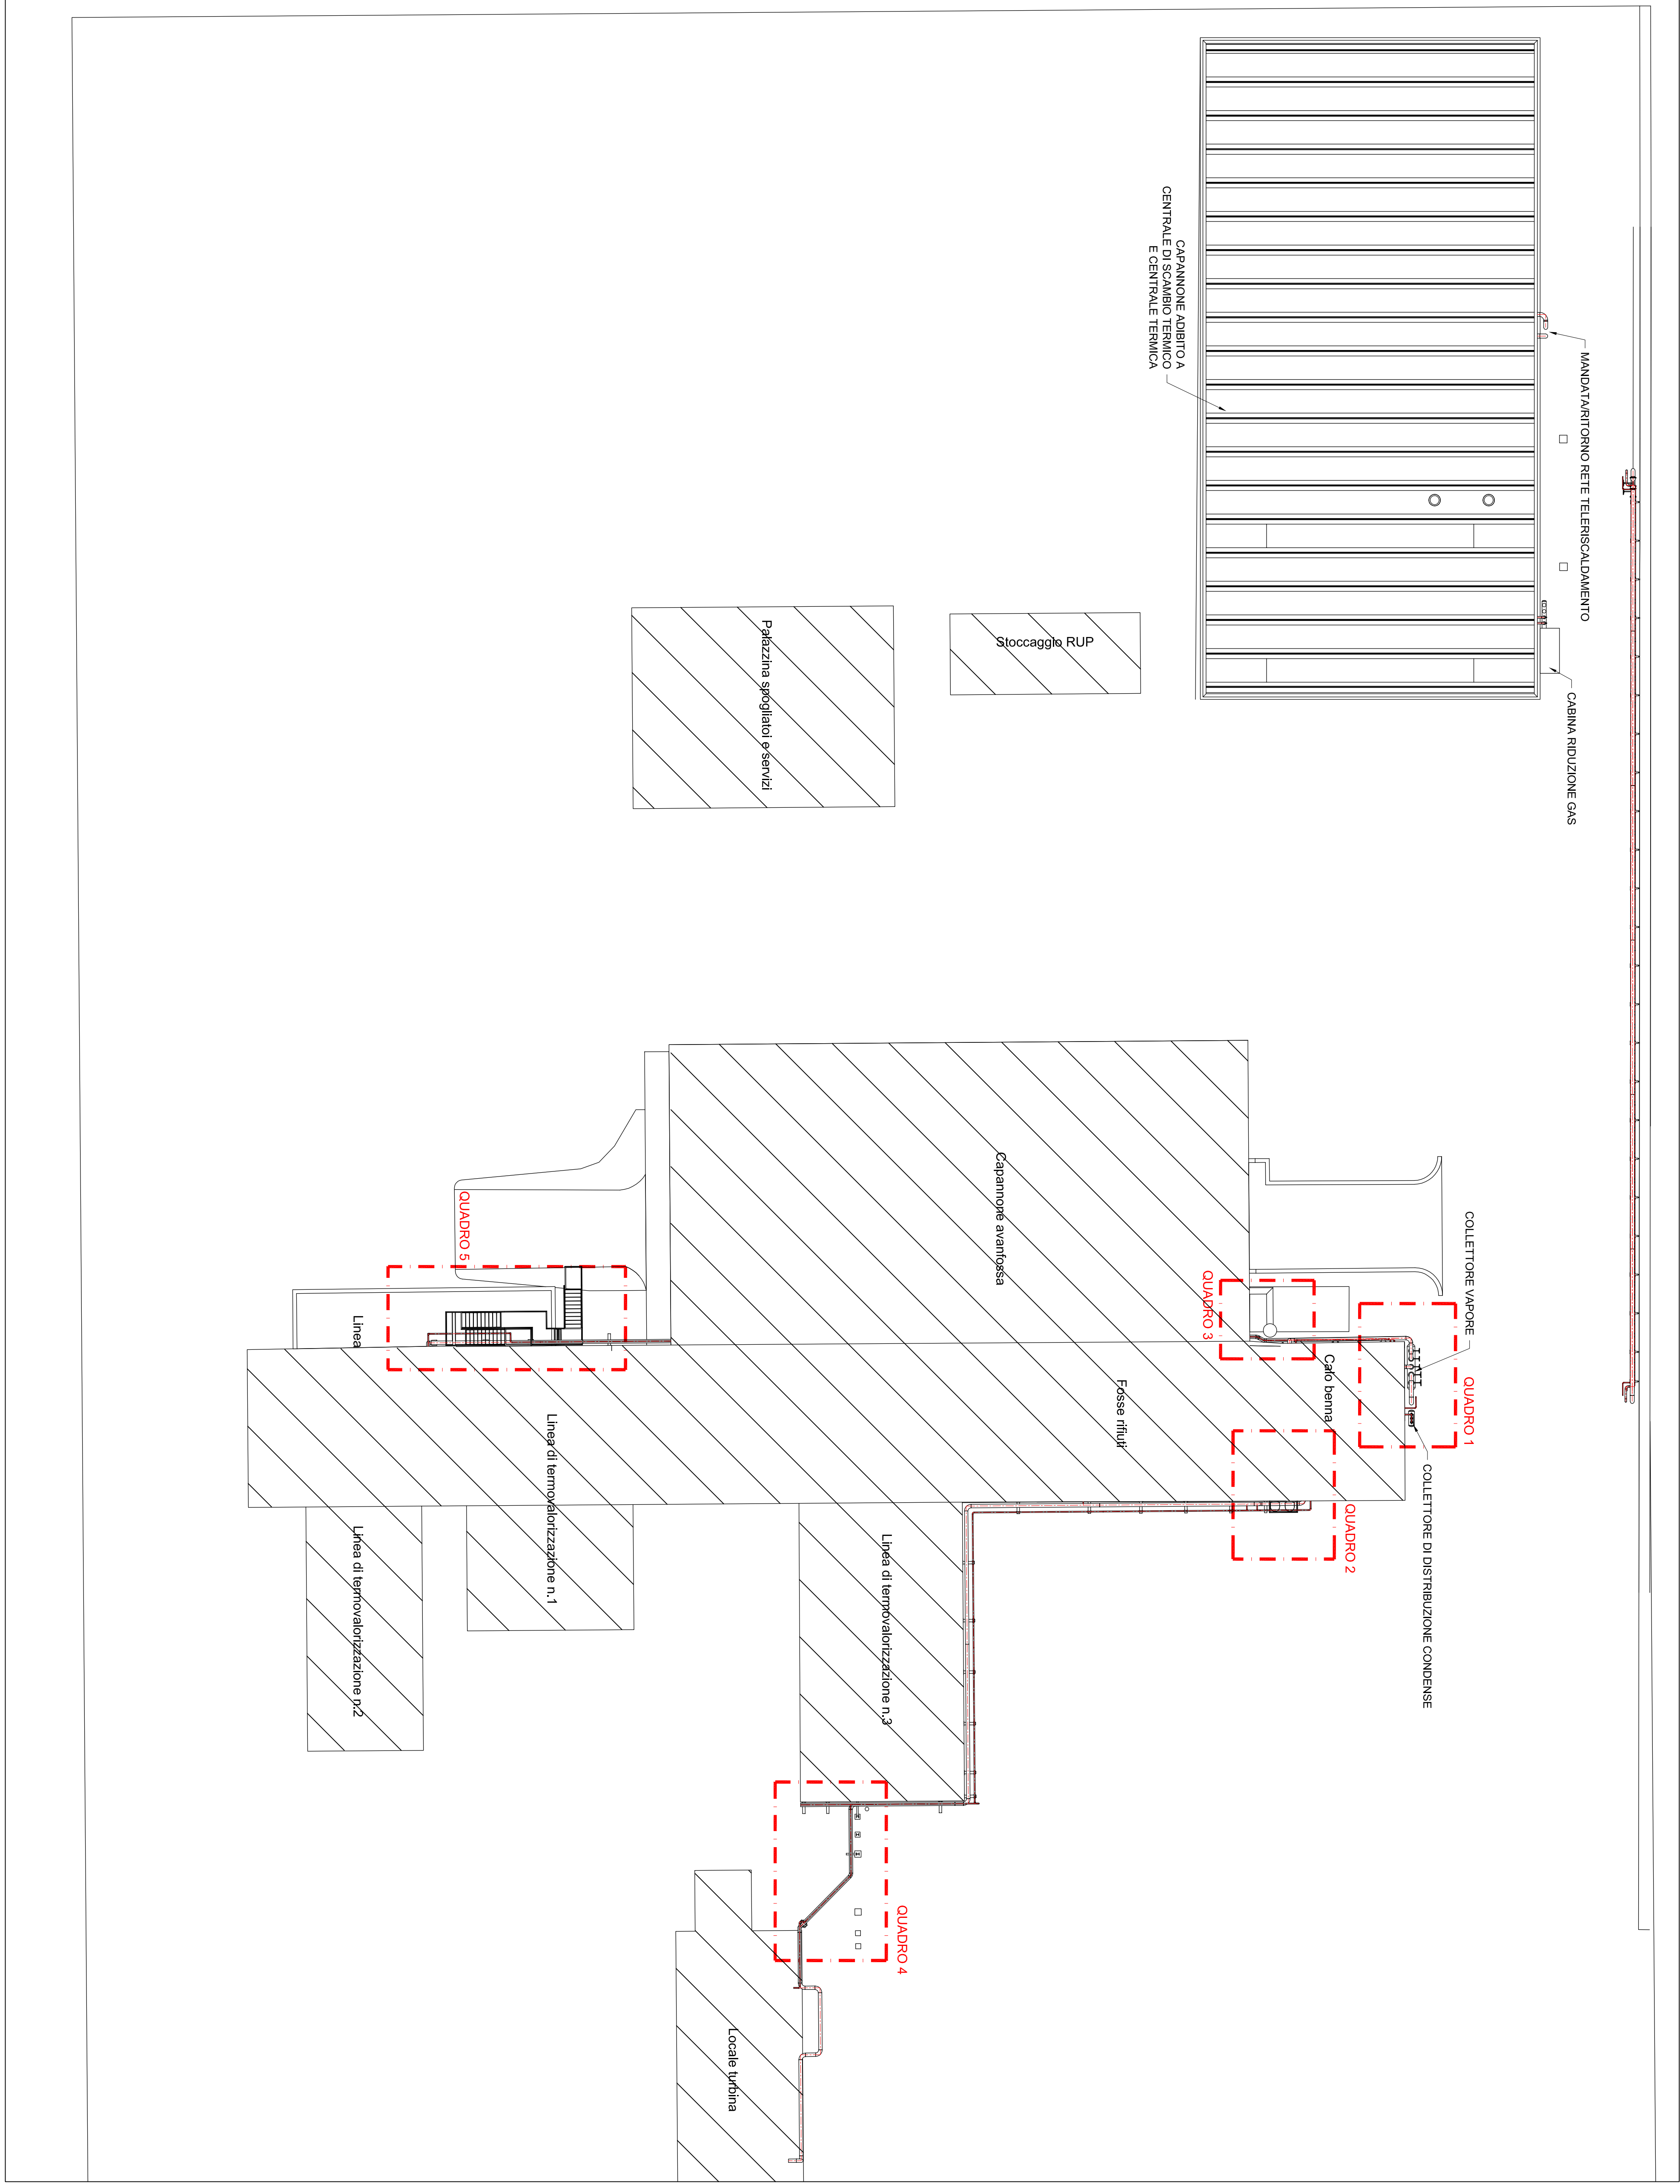 MANDATA/RITORNO RETE TELERISCALDAMENTO
CABINA RIDUZIONE GAS
CAPANNONE ADIBITO A
CENTRALE DI SCAMBIO TERMICO
E CENTRALE TERMICA
Stoccaggio RUP
Palazzina spogliatoi e servizi
COLLETTORE VAPORE
QUADRO 1
COLLETTORE DI DISTRIBUZIONE CONDENSE
QUADRO 2
Calo benna
QUADRO 3
Fosse rifiuti
Capannone avanfossa
Linea di termovalorizzazione n.3
QUADRO 4
Locale turbina
Linea di termovalorizzazione n.1
QUADRO 5
Linea
Linea di termovalorizzazione n.2